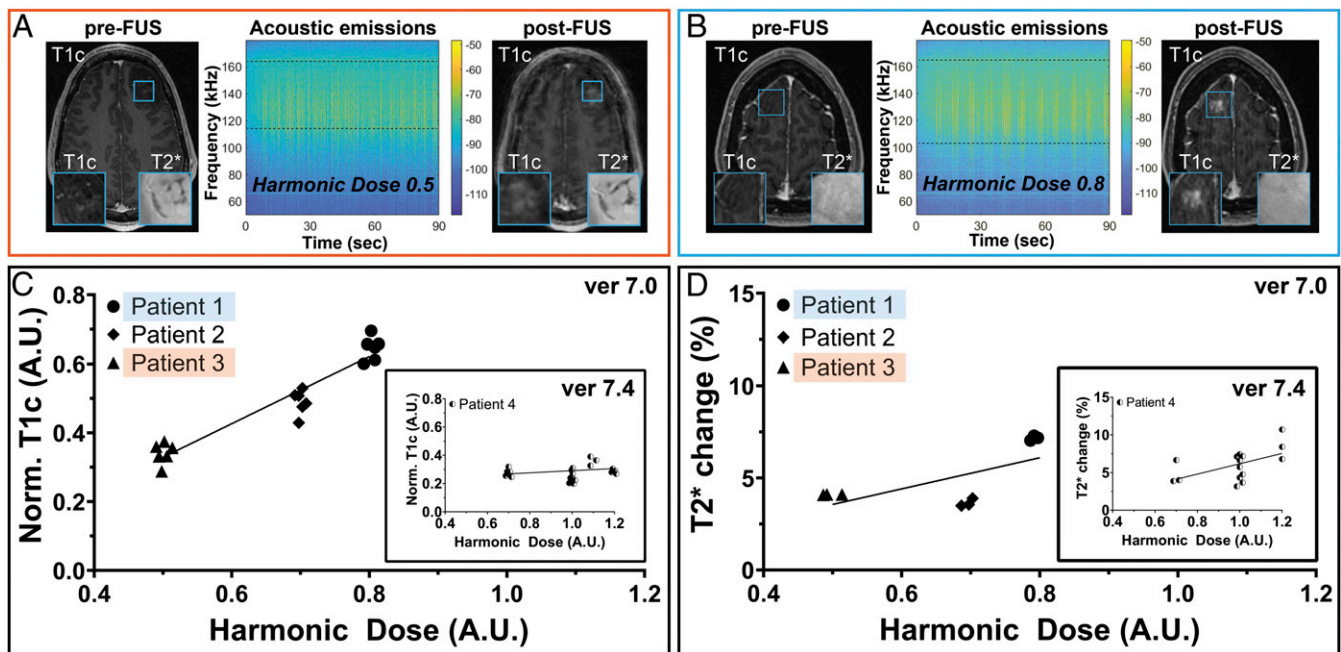 A
pre-FUS
Acoustic emissions
post-FUS
T1c
T1c
T1c
T2*
T1c
T2*
Frequency (kHz)
160
140
120
100
80
60
Harmonic Dose 0.5
0
30
60
90
Time (sec)
-50
-60
-70
-80
-90
-100
-110
B
pre-FUS
Acoustic emissions
post-FUS
T1c
T1c
T1c
T2*
T1c
T2*
Frequency (kHz)
160
140
120
100
80
60
Harmonic Dose 0.8
0
30
60
90
Time (sec)
-50
-60
-70
-80
-90
-100
-110
C
ver 7.0
Norm. T1c (A.U.)
0.8
0.6
0.4
0.2
0.0
Patient 1
Patient 2
Patient 3
0.4 0.6 0.8 1.0 1.2
Harmonic Dose (A.U.)
ver 7.4
Patient 4
Norm. T1c (A.U.)
0.8
0.6
0.4
0.2
0.0
0.4 0.6 0.8 1.0 1.2
Harmonic Dose (A.U.)
D
ver 7.0
T2* change (%)
15
10
5
0
Patient 1
Patient 2
Patient 3
0.4 0.6 0.8 1.0 1.2
Harmonic Dose (A.U.)
ver 7.4
Patient 4
T2* change (%)
15
10
5
0
0.4 0.6 0.8 1.0 1.2
Harmonic Dose (A.U.)